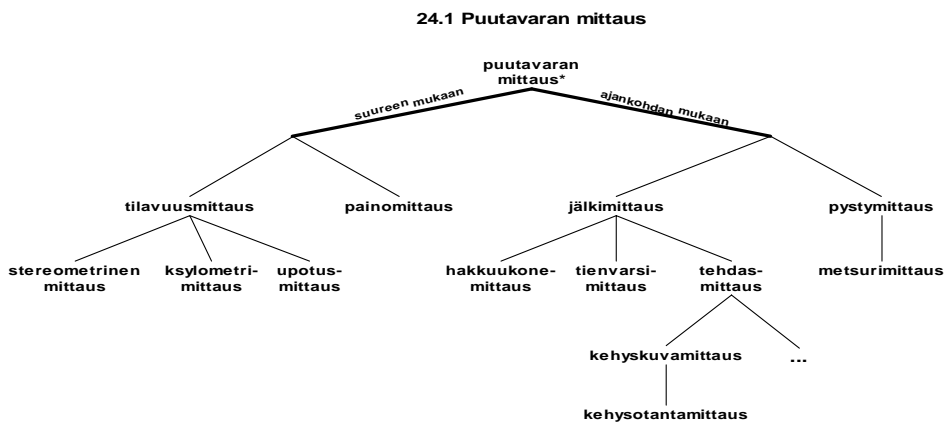 24.1 Puutavaran mittaus
puutavaran
mittaus*
suureen mukaan
ajankohdan mukaan
tilavuusmittaus
painomittaus
jälkimittaus
pystymittaus
stereometrinen
mittaus
ksylometri-
mittaus
upotus-
mittaus
hakkuukone-
mittaus
tienvarsi-
mittaus
tehdas-
mittaus
metsurimittaus
kehyskuvamittaus
...
kehysotantamittaus